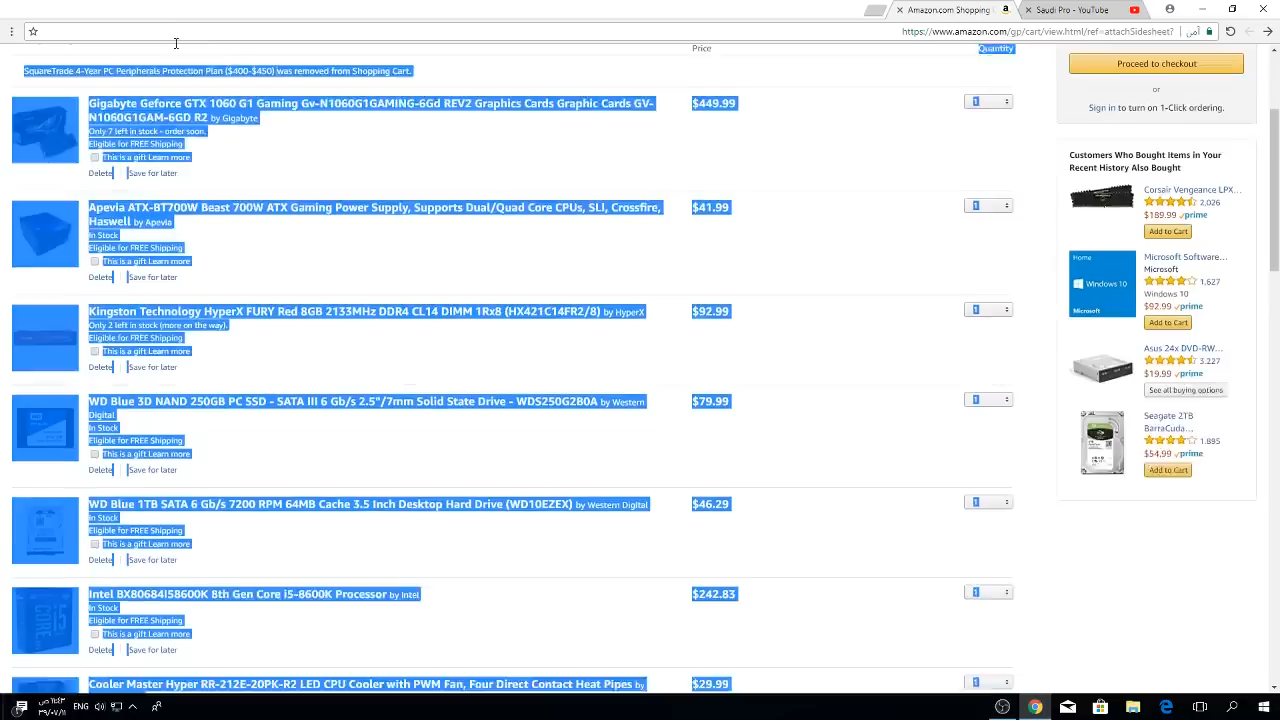 Amazon.com Shopping
Saudi Pro - YouTube
https://www.amazon.com/gp/cart/view.html/ref=attachSidesheet?
آمن
Price
Quantity
SquareTrade 4-Year PC Peripherals Protection Plan ($400-$450) was removed from Shopping Cart.
Gigabyte Geforce GTX 1060 G1 Gaming Gv-N1060G1GAMING-6Gd REV2 Graphics Cards Graphic Cards GV-
N1060G1GAM-6GD R2 by Gigabyte
$449.99
1
Only 7 left in stock - order soon.
Eligible for FREE Shipping
This is a gift Learn more
Delete
Save for later
Apevia ATX-BT700W Beast 700W ATX Gaming Power Supply, Supports Dual/Quad Core CPUs, SLI, Crossfire,
Haswell by Apevia
$41.99
1
In Stock
Eligible for FREE Shipping
This is a gift Learn more
Delete
Save for later
Kingston Technology HyperX FURY Red 8GB 2133MHz DDR4 CL14 DIMM 1Rx8 (HX421C14FR2/8) by HyperX
$92.99
1
Only 2 left in stock (more on the way).
Eligible for FREE Shipping
This is a gift Learn more
Delete
Save for later
WD Blue 3D NAND 250GB PC SSD - SATA III 6 Gb/s 2.5"/7mm Solid State Drive - WDS250G2B0A by Western
Digital
$79.99
1
In Stock
Eligible for FREE Shipping
This is a gift Learn more
Delete
Save for later
WD Blue 1TB SATA 6 Gb/s 7200 RPM 64MB Cache 3.5 Inch Desktop Hard Drive (WD10EZEX) by Western Digital
$46.29
1
In Stock
Eligible for FREE Shipping
This is a gift Learn more
Delete
Save for later
Intel BX80684I58600K 8th Gen Core i5-8600K Processor by Intel
$242.83
1
In Stock
Eligible for FREE Shipping
This is a gift Learn more
Delete
Save for later
Cooler Master Hyper RR-212E-20PK-R2 LED CPU Cooler with PWM Fan, Four Direct Contact Heat Pipes by
$29.99
1
Proceed to checkout
or
Sign in to turn on 1-Click ordering.
Customers Who Bought Items in Your
Recent History Also Bought
Corsair Vengeance LPX...
2,026
$189.99 prime
Add to Cart
Home
Windows 10
Microsoft
Microsoft Software...
Microsoft
1,627
Windows 10
$92.99 prime
Add to Cart
Asus 24x DVD-RW...
3,227
$19.99 prime
See all buying options
Seagate 2TB
BarraCuda...
1,895
$54.99 prime
Add to Cart
ENG